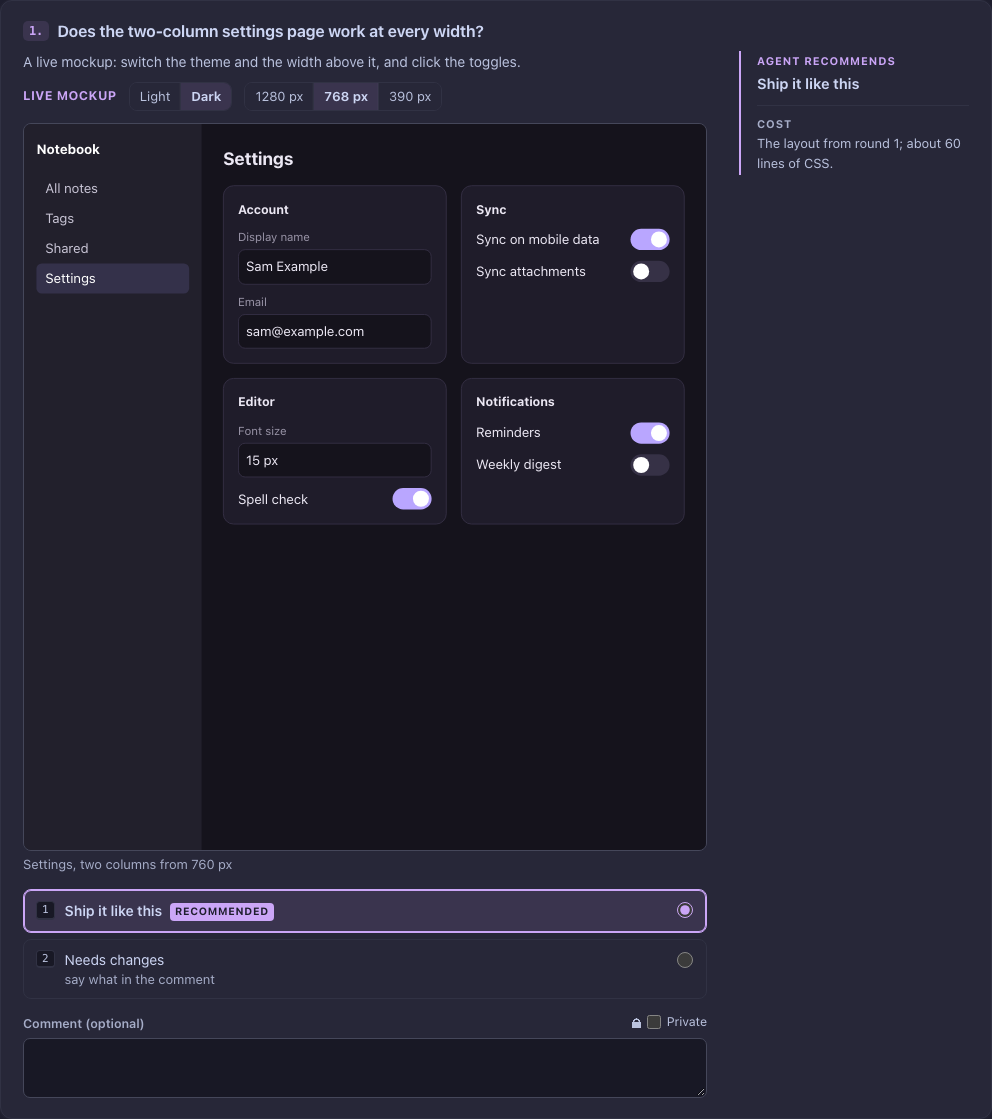 1. Does the two-column settings page work at every width?
A live mockup: switch the theme and the width above it, and click the toggles.
LIVE MOCKUP Light Dark 1280 px 768 px 390 px
Notebook
All notes
Tags
Shared
Settings
Settings
Account
Display name
Sam Example
Email
sam@example.com
Sync
Sync on mobile data
Sync attachments
Editor
Font size
15 px
Spell check
Notifications
Reminders
Weekly digest
Settings, two columns from 760 px
1 Ship it like this RECOMMENDED
2 Needs changes
say what in the comment
Comment (optional) Private
AGENT RECOMMENDS
Ship it like this
COST
The layout from round 1; about 60
lines of CSS.